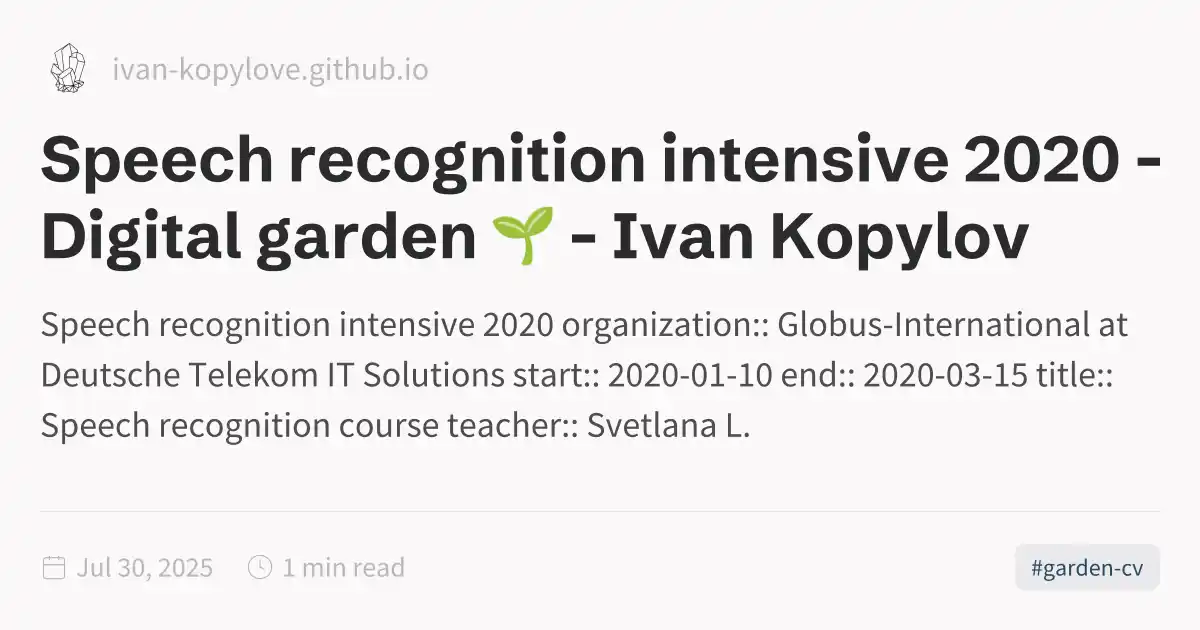 ivan-kopylove.github.io
Speech recognition intensive 2020 -
Digital garden 🌱 - Ivan Kopylov
Speech recognition intensive 2020 organization:: Globus-International at
Deutsche Telekom IT Solutions start:: 2020-01-10 end:: 2020-03-15 title::
Speech recognition course teacher:: Svetlana L.
Jul 30, 2025 1 min read #garden-cv